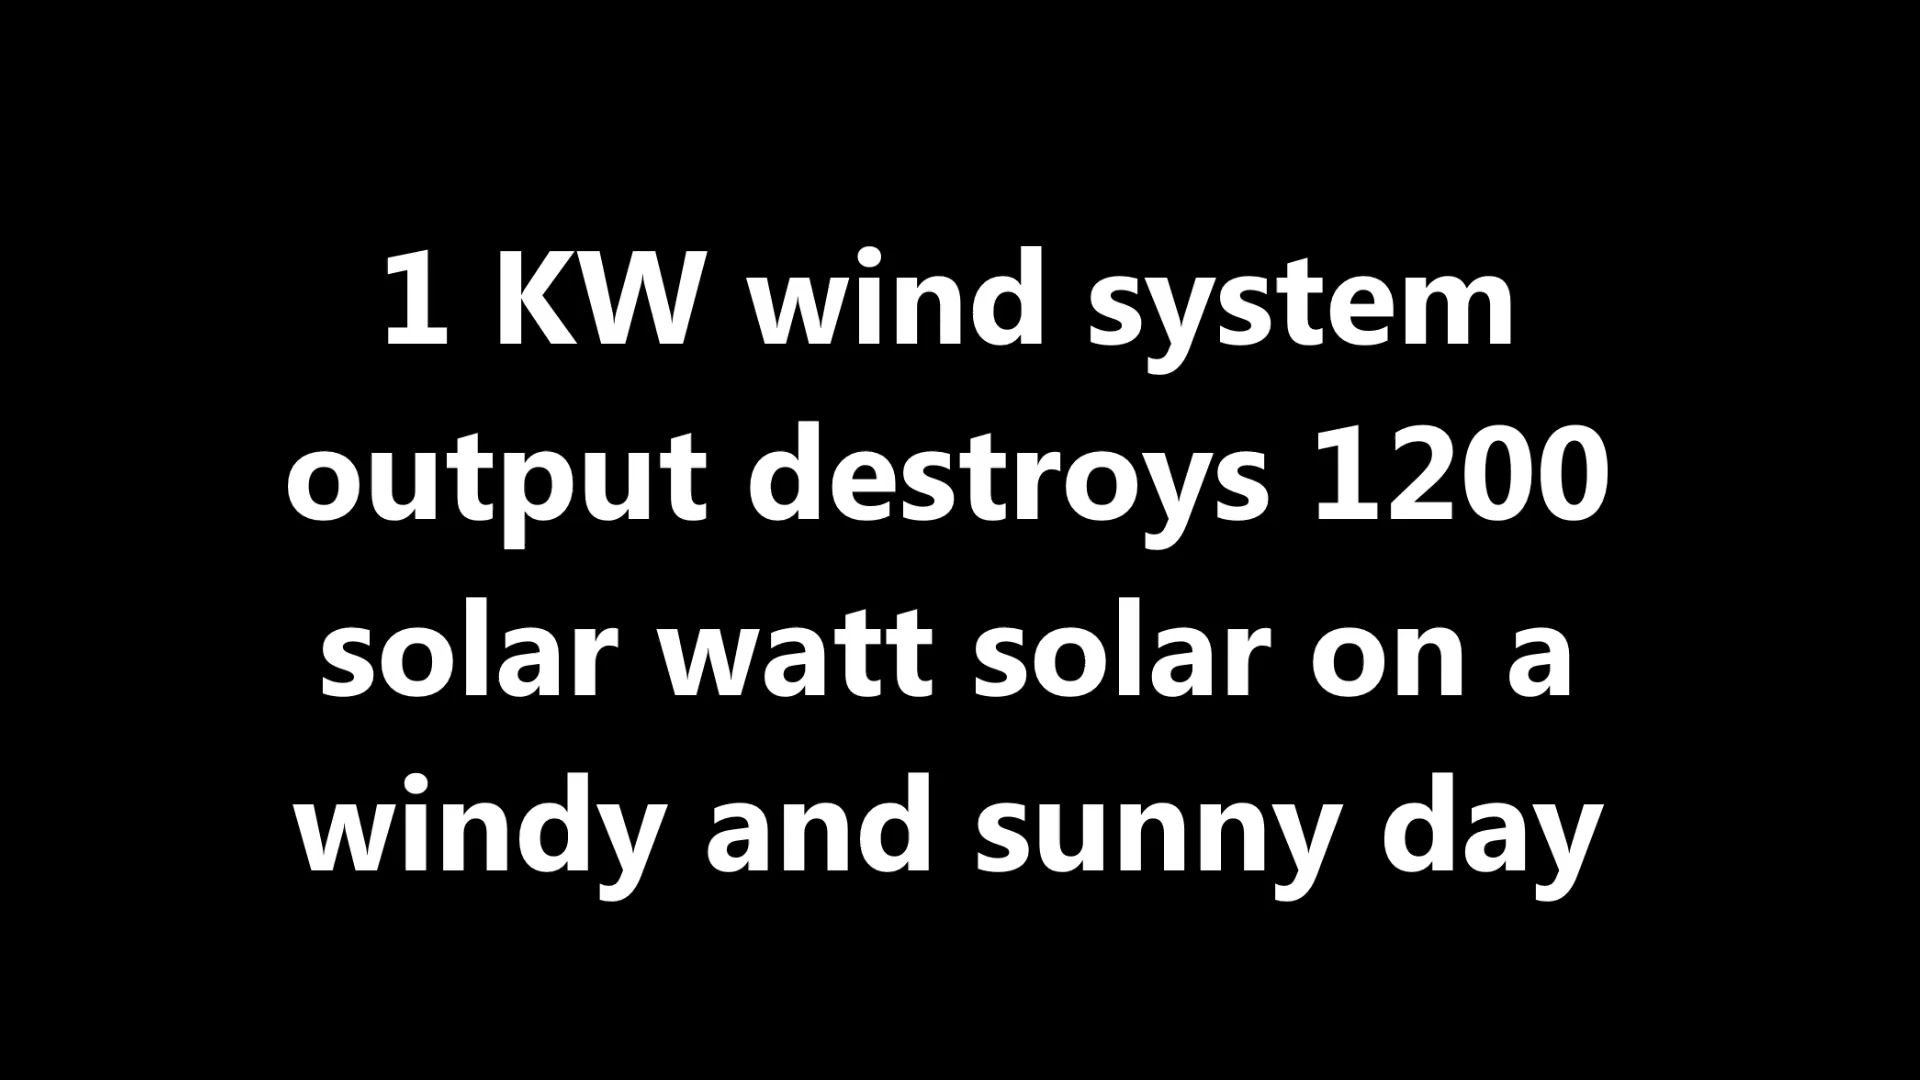 1 KW wind system
output destroys 1200
solar watt solar on a
windy and sunny day